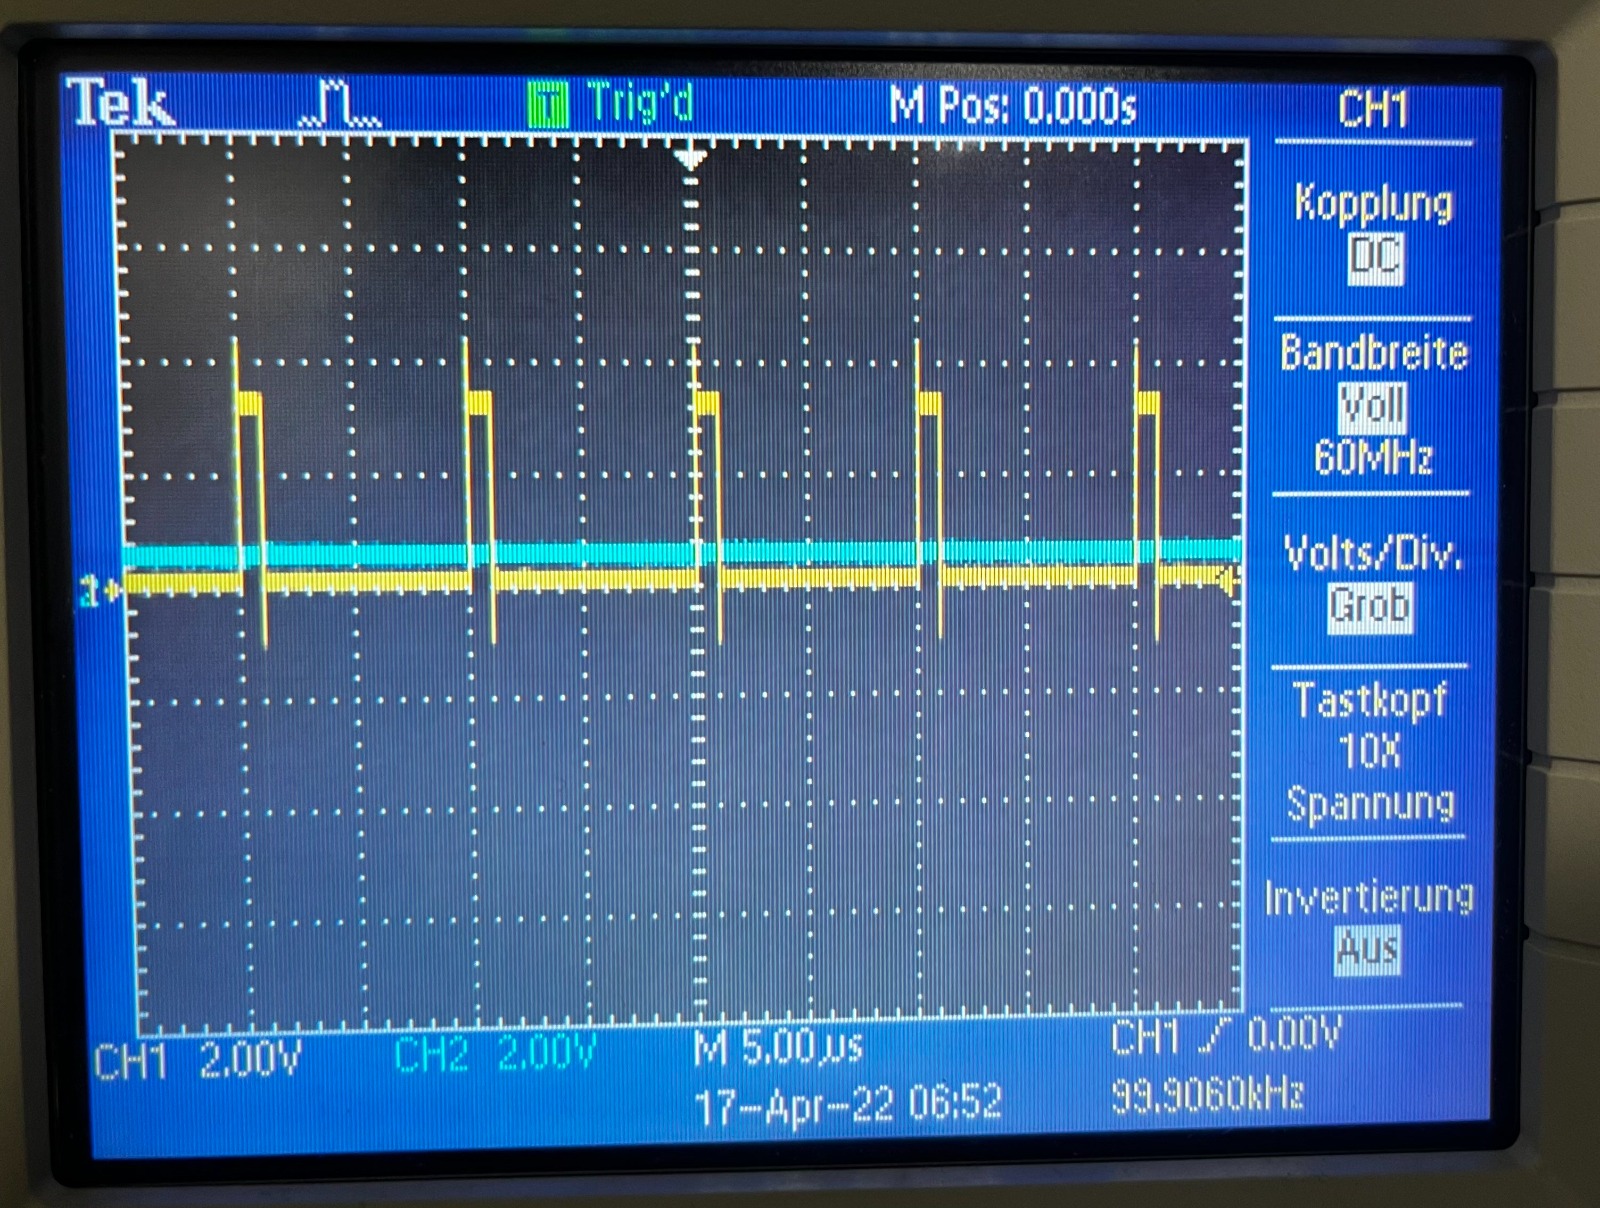 Tek T Trig'd M Pos: 0.000s CH1
Kopplung
DC
Bandbreite
Voll
60MHz
Volts/Div.
Grob
Tastkopf
10X
Spannung
Invertierung
Aus
CH1 2.00V CH2 2.00V M 5.00µs CH1 0.00V
17-Apr-22 06:52 99.9060kHz